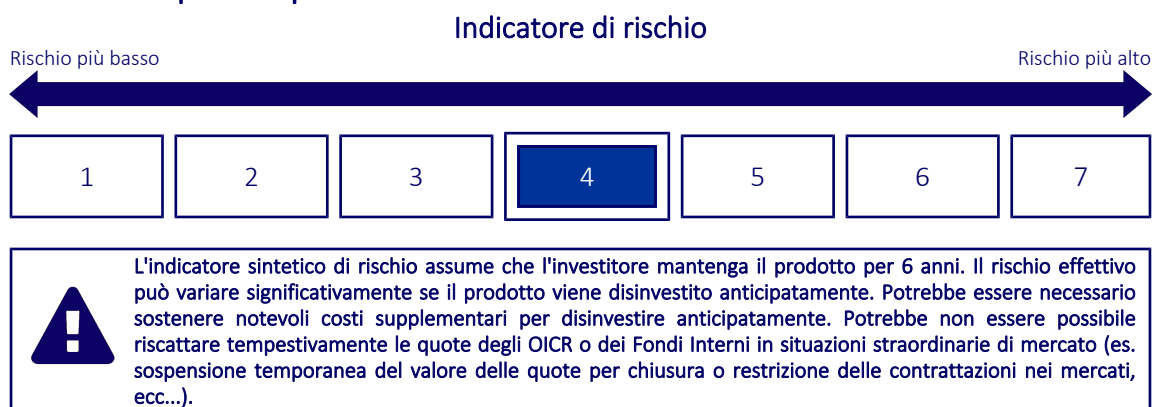 Indicatore di rischio
Rischio più basso
Rischio più alto
1 2 3 4 5 6 7
L'indicatore sintetico di rischio assume che l'investitore mantenga il prodotto per 6 anni. Il rischio effettivo
può variare significativamente se il prodotto viene disinvestito anticipatamente. Potrebbe essere necessario
sostenere notevoli costi supplementari per disinvestire anticipatamente. Potrebbe non essere possibile
riscattare tempestivamente le quote degli OICR o dei Fondi Interni in situazioni straordinarie di mercato (es.
sospensione temporanea del valore delle quote per chiusura o restrizione delle contrattazioni nei mercati,
ecc...).